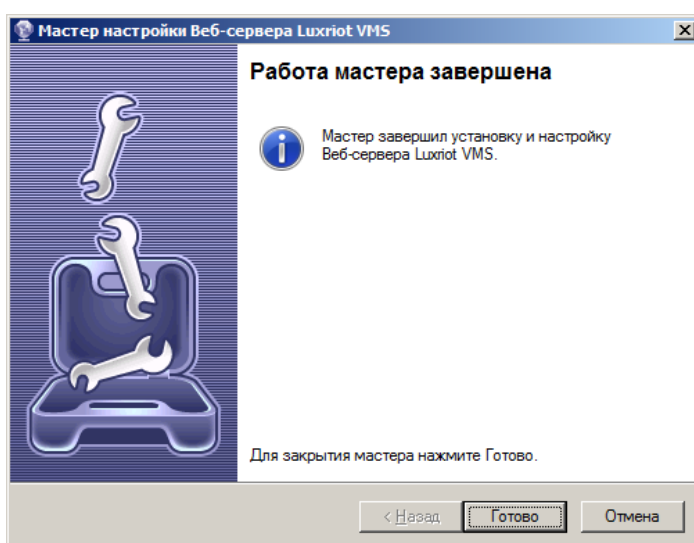 Мастер настройки Веб-сервера Luxriot VMS
Работа мастера завершена
Мастер завершил установку и настройку
Веб-сервера Luxriot VMS.
Для закрытия мастера нажмите Готово.
< Назад
Готово
Отмена